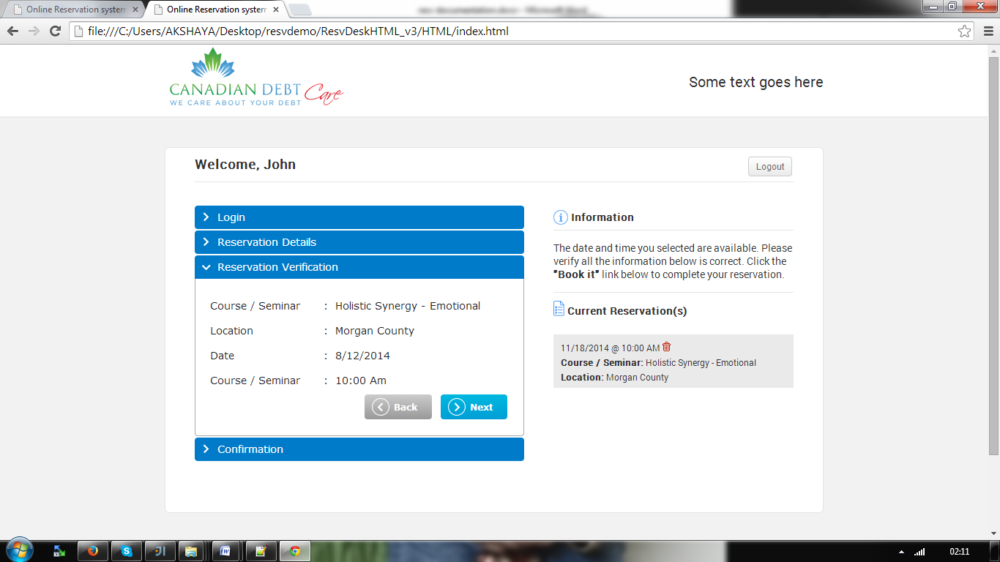 Online Reservation system
Online Reservation system
file:///C:/Users/AKSHAYA/Desktop/resvdemo/ResvDeskHTML_v3/HTML/index.html
CANADIAN DEBT Care
WE CARE ABOUT YOUR DEBT
Some text goes here
Welcome, John
Logout
Login
Reservation Details
Reservation Verification
Course / Seminar : Holistic Synergy - Emotional
Location : Morgan County
Date : 8/12/2014
Course / Seminar : 10:00 Am
Back
Next
Confirmation
Information
The date and time you selected are available. Please
verify all the information below is correct. Click the
"Book it" link below to complete your reservation.
Current Reservation(s)
11/18/2014 @ 10:00 AM
Course / Seminar: Holistic Synergy - Emotional
Location: Morgan County
02:11